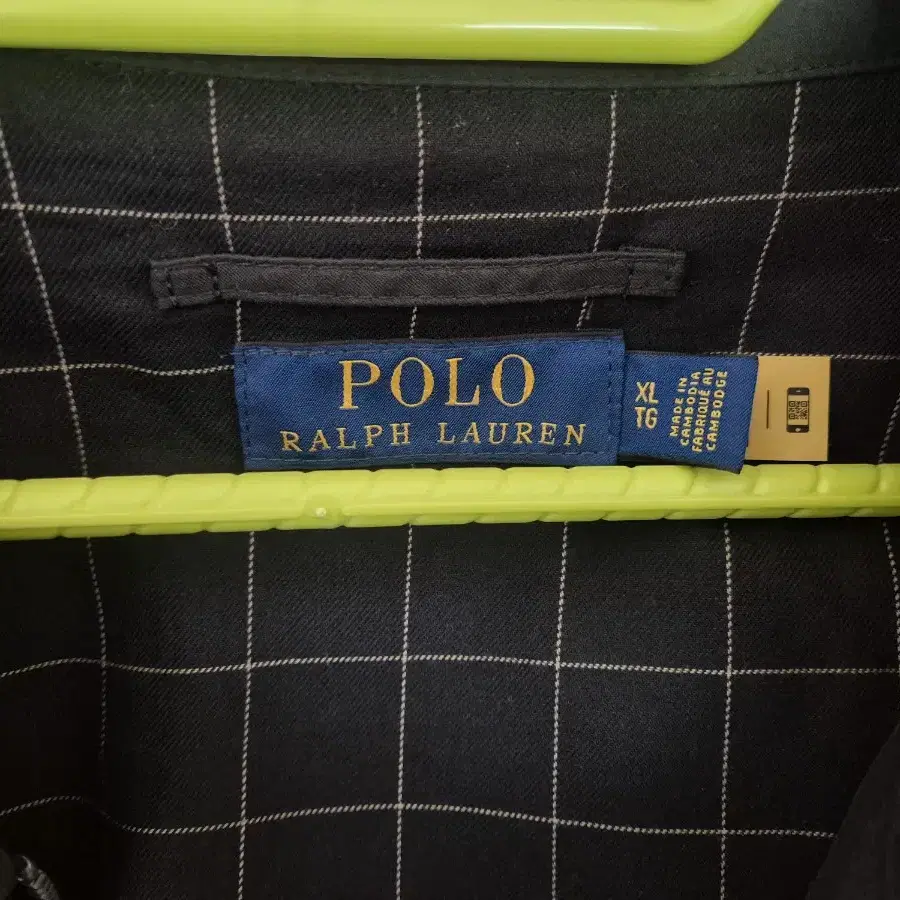 POLO
RALPH LAUREN
XL
TG
MADE IN
CAMBODIA
FABRIQUÉ AU
CAMBODGE